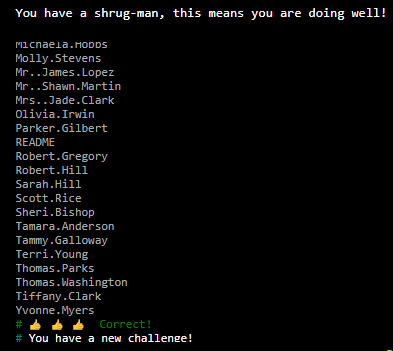 You have a shrug-man, this means you are doing well!
Michaela.Hobbs
Molly.Stevens
Mr..James.Lopez
Mr..Shawn.Martin
Mrs..Jade.Clark
Olivia.Irwin
Parker.Gilbert
README
Robert.Gregory
Robert.Hill
Sarah.Hill
Scott.Rice
Sheri.Bishop
Tamara.Anderson
Tammy.Galloway
Terri.Young
Thomas.Parks
Thomas.Washington
Tiffany.Clark
Yvonne.Myers
# 👍 👍 👍 Correct!
# You have a new challenge!